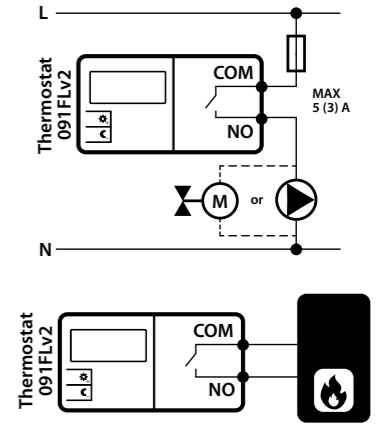 L
COM
MAX
5 (3) A
Thermostat
091FLv2
NO
M
or
N
Thermostat
091FLv2
COM
NO